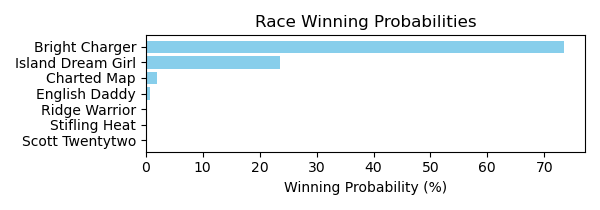 Race Winning Probabilities
Bright Charger
Island Dream Girl
Charted Map
English Daddy
Ridge Warrior
Stifling Heat
Scott Twentytwo
0 10 20 30 40 50 60 70
Winning Probability (%)